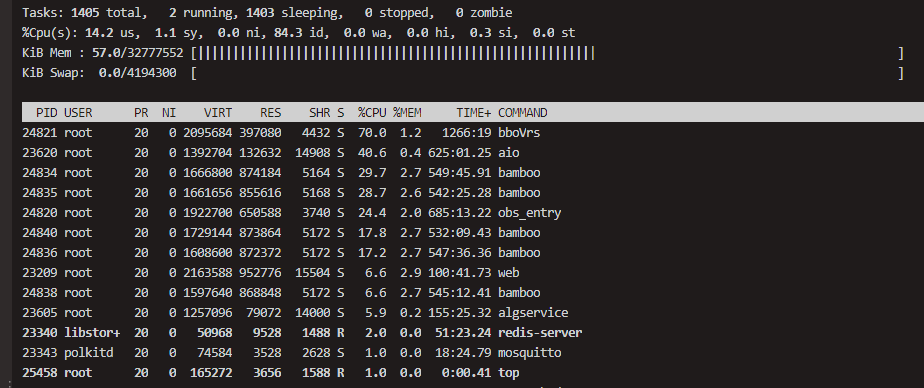 Tasks: 1405 total,   2 running, 1403 sleeping,   0 stopped,   0 zombie
%Cpu(s): 14.2 us,  1.1 sy,  0.0 ni, 84.3 id,  0.0 wa,  0.0 hi,  0.3 si,  0.0 st
KiB Mem : 57.0/32777552 [||||||||||||||||||||||||||||||||||||||||||||||||||||||||| ]
KiB Swap:  0.0/4194300  [ ]
PID USER      PR  NI    VIRT    RES    SHR S  %CPU %MEM     TIME+ COMMAND
24821 root      20   0 2095684 397080   4432 S  70.0  1.2   1266:19 bboVrs
23620 root      20   0 1392704 132632  14908 S  40.6  0.4 625:01.25 aio
24834 root      20   0 1666800 874184   5164 S  29.7  2.7 549:45.91 bamboo
24835 root      20   0 1661656 855616   5168 S  28.7  2.6 542:25.28 bamboo
24820 root      20   0 1922700 650588   3740 S  24.4  2.0 685:13.22 obs_entry
24840 root      20   0 1729144 873864   5172 S  17.8  2.7 532:09.43 bamboo
24836 root      20   0 1608600 872372   5172 S  17.2  2.7 547:36.36 bamboo
23209 root      20   0 2163588 952776  15504 S   6.6  2.9 100:41.73 web
24838 root      20   0 1597640 868848   5172 S   6.6  2.7 545:12.41 bamboo
23605 root      20   0 1257096  79072  14000 S   5.9  0.2 155:25.32 algservice
23340 libstor+  20   0   50968   9528   1488 R   2.0  0.0  51:23.24 redis-server
23343 polkitd   20   0   74584   3528   2628 S   1.0  0.0  18:24.79 mosquitto
25458 root      20   0  165272   3656   1588 R   1.0  0.0   0:00.41 top